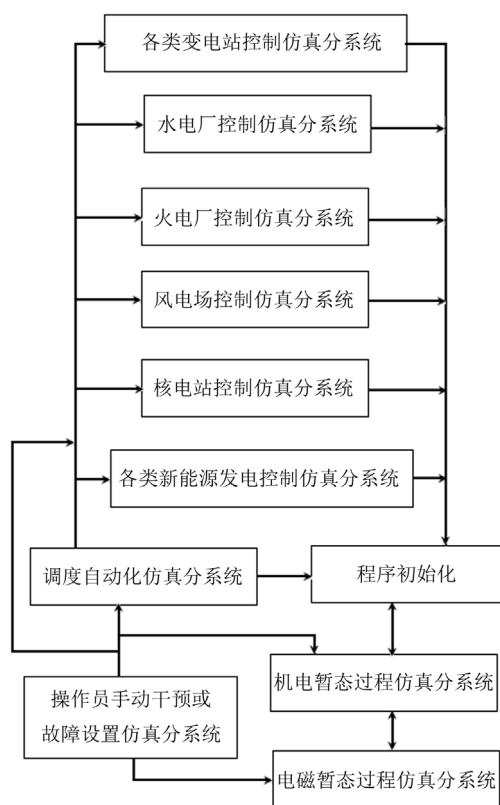 各类变电站控制仿真分系统
水电厂控制仿真分系统
火电厂控制仿真分系统
风电场控制仿真分系统
核电站控制仿真分系统
各类新能源发电控制仿真分系统
调度自动化仿真分系统
程序初始化
机电暂态过程仿真分系统
操作员手动干预或
故障设置仿真分系统
电磁暂态过程仿真分系统